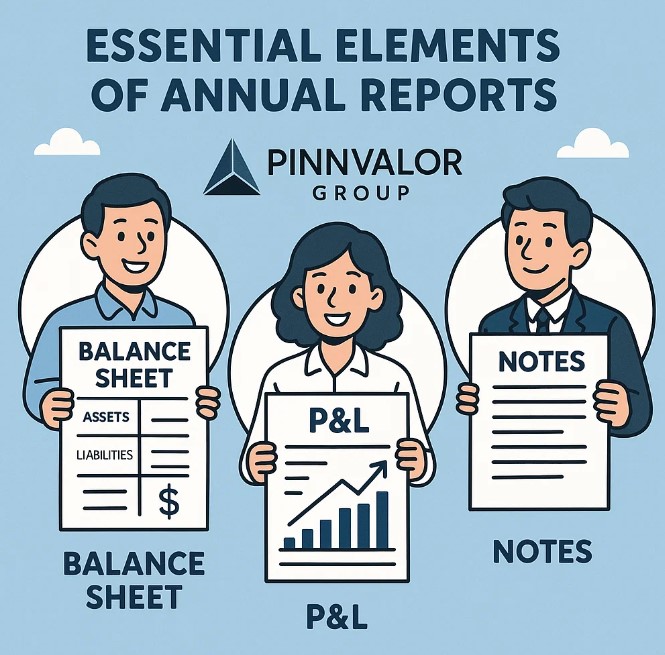 ESSENTIAL ELEMENTS
OF ANNUAL REPORTS
PINNVALOR
GROUP
BALANCE
SHEET
ASSETS
LIABILITIES
$
P&L
NOTES
BALANCE
SHEET
P&L
NOTES